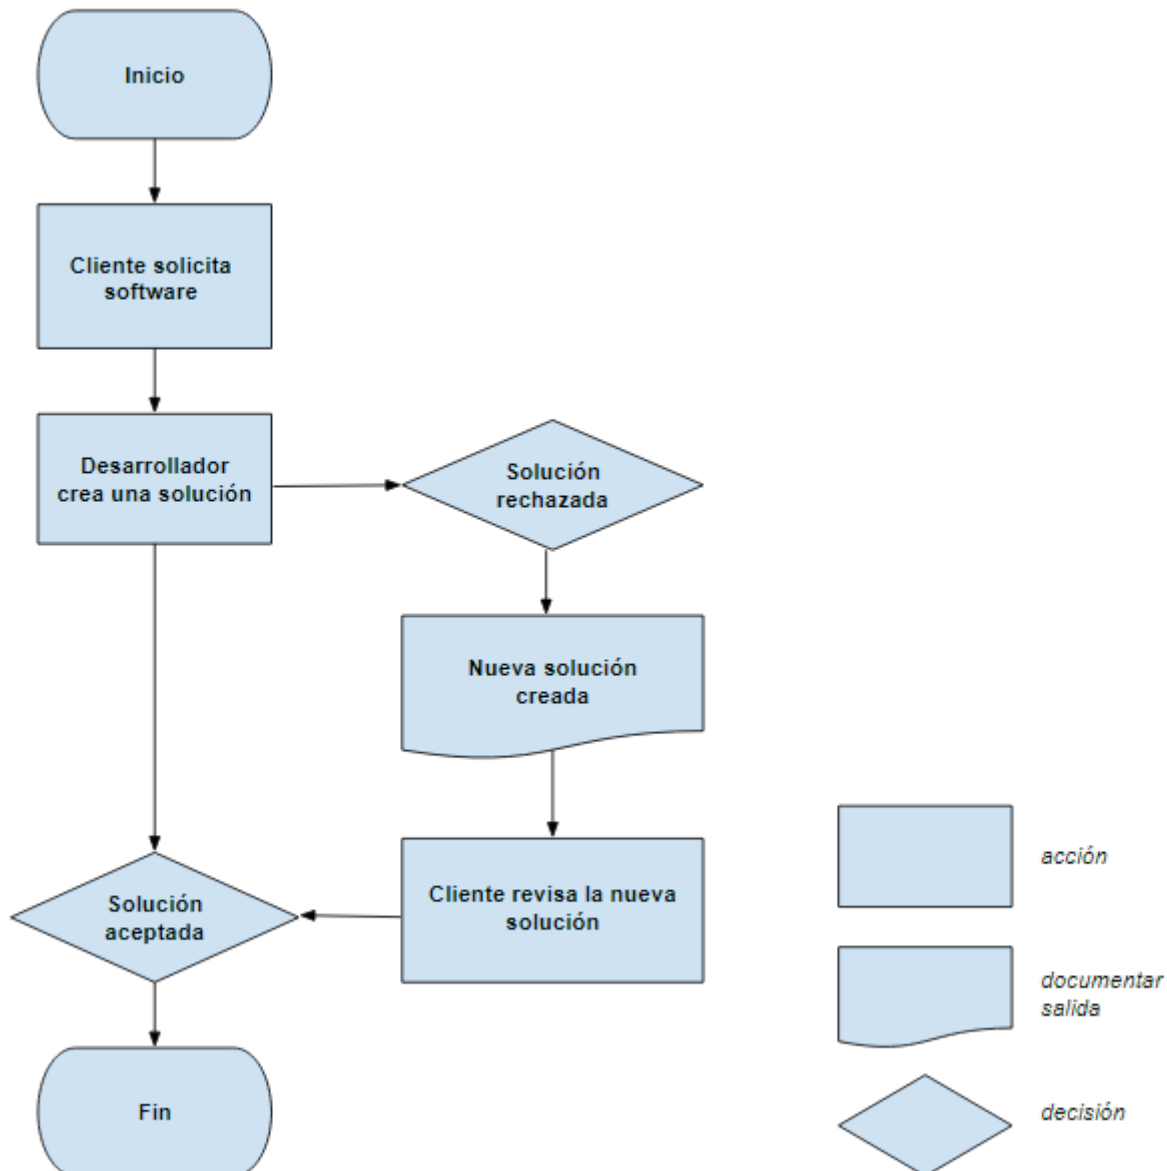 Inicio
Cliente solicita
software
Desarrollador
crea una solución
Solución
rechazada
Nueva solución
creada
Cliente revisa la nueva
solución
Solución
aceptada
Fin
acción
documentar
salida
decisión